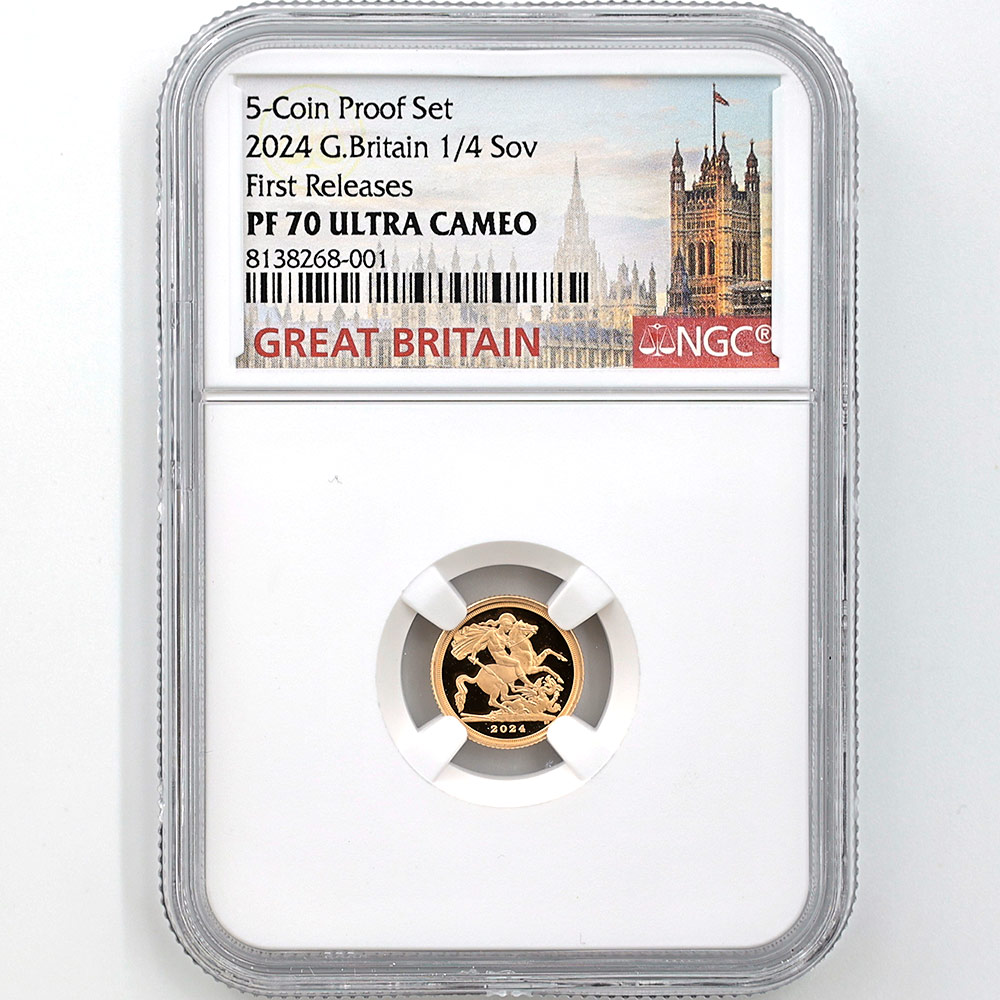 5-Coin Proof Set
2024 G.Britain 1/4 Sov
First Releases
PF 70 ULTRA CAMEO
8138268-001
GREAT BRITAIN
NGC®
2024